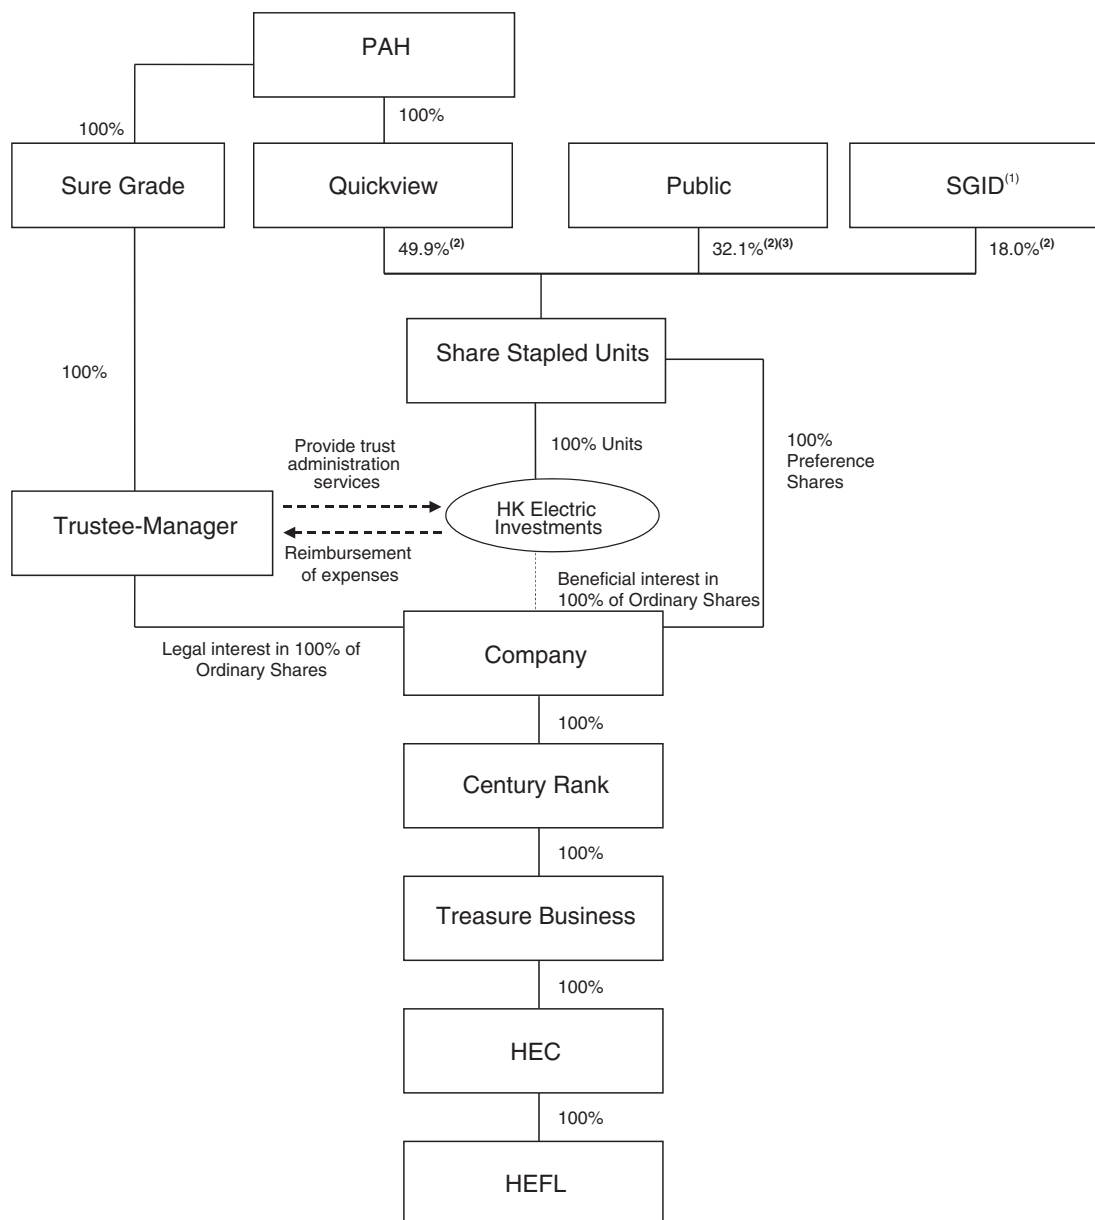 PAH
100%
100%
Sure Grade
Quickview
Public
SGID(1)
49.9%(2)
32.1%(2)(3)
18.0%(2)
Share Stapled Units
100%
100% Units
100%
Preference
Shares
Provide trust
administration
services
Trustee-Manager
HK Electric
Investments
Reimbursement
of expenses
Beneficial interest in
100% of Ordinary Shares
Legal interest in 100% of
Ordinary Shares
Company
100%
Century Rank
100%
Treasure Business
100%
HEC
100%
HEFL